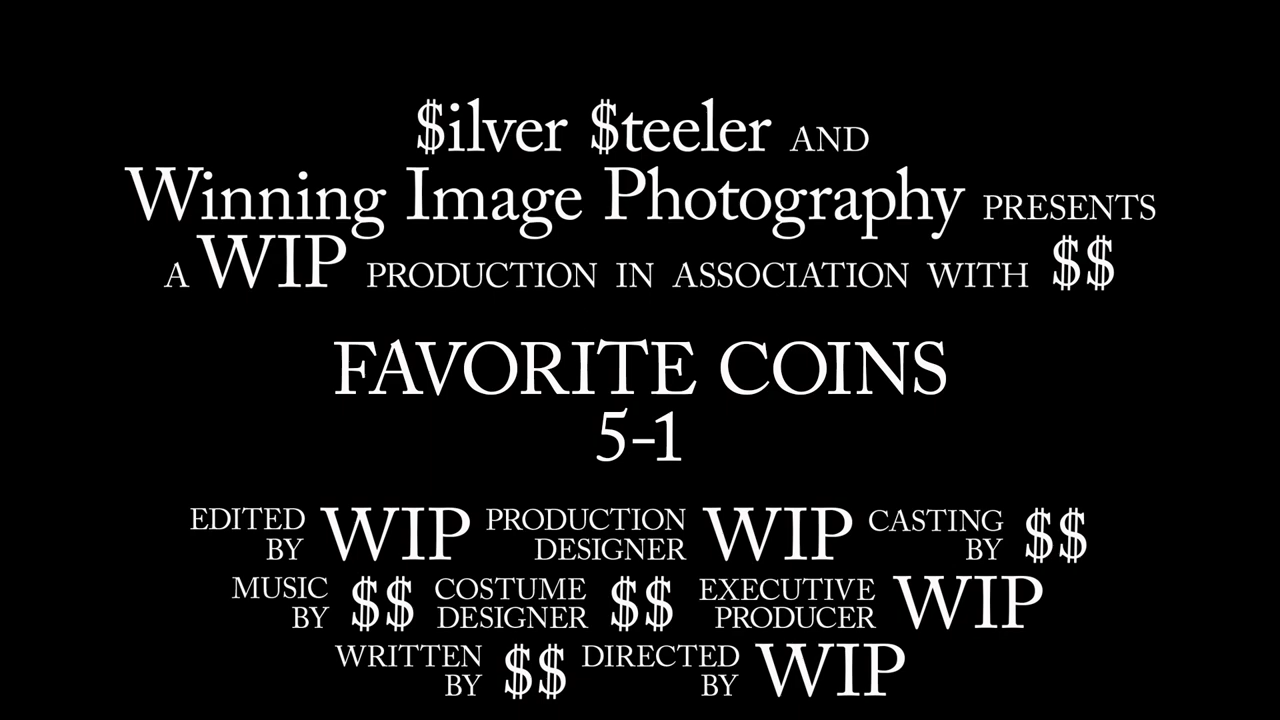 $ilver $teeler AND
Winning Image Photography PRESENTS
A WIP PRODUCTION IN ASSOCIATION WITH $$
FAVORITE COINS
5-1
EDITED BY WIP PRODUCTION DESIGNER WIP CASTING BY $$
MUSIC BY $$ COSTUME DESIGNER $$ EXECUTIVE PRODUCER WIP
WRITTEN BY $$ DIRECTED BY WIP